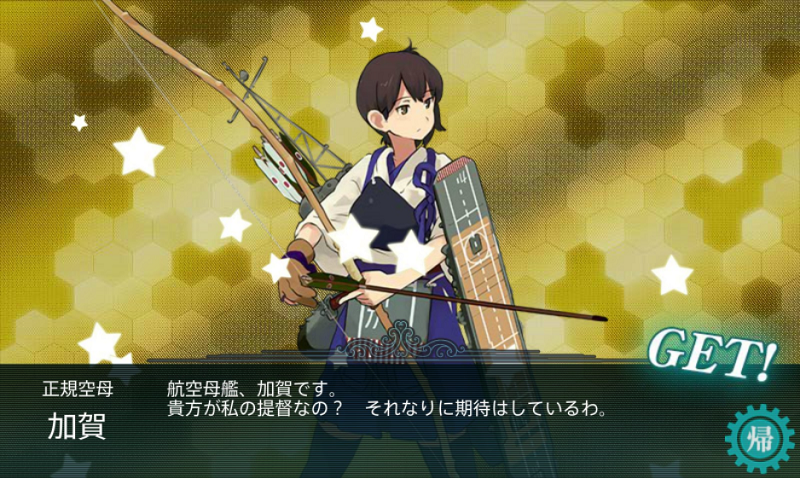 GET!
正規空母
加賀
航空母艦、加賀です。
貴方が私の提督なの？　それなりに期待はしているわ。
帰